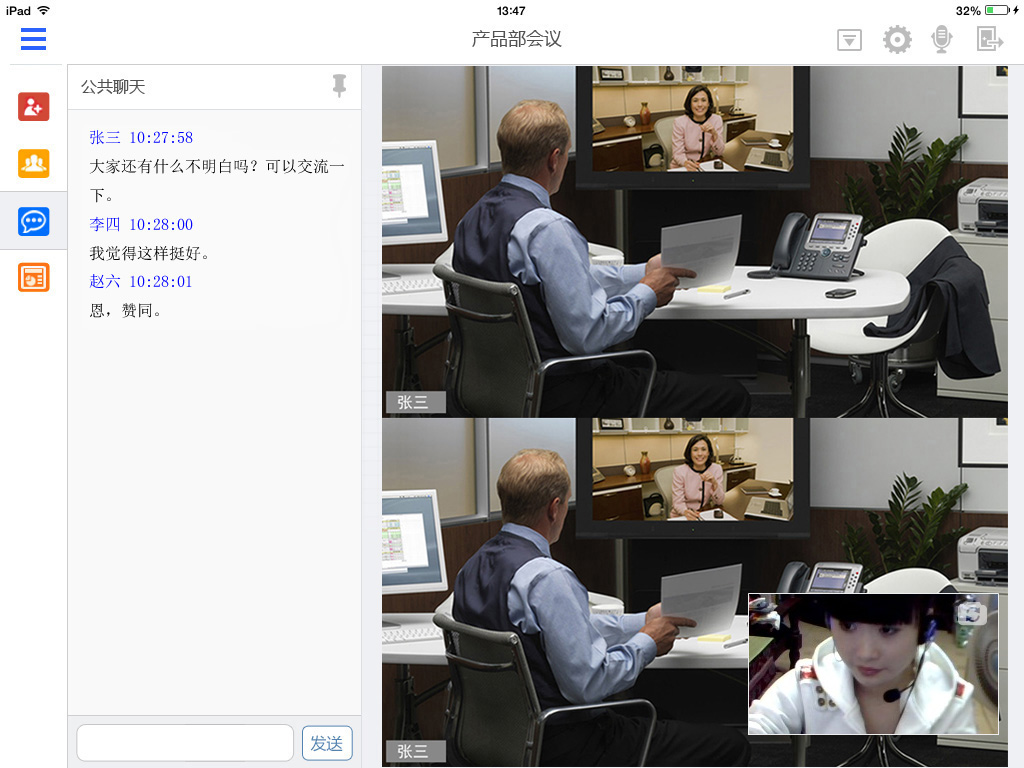 iPad 13:47 32%
产品部会议
公共聊天
张三 10:27:58
大家还有什么不明白吗？可以交流一
下。
李四 10:28:00
我觉得这样挺好。
赵六 10:28:01
恩，赞同。
发送
张三
张三